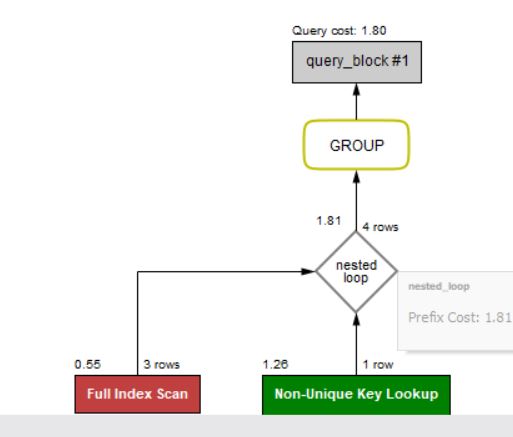 Query cost: 1.80
query_block #1
GROUP
1.81
4 rows
nested
loop
nested_loop
Prefix Cost: 1.81
0.55
3 rows
1.26
1 row
Full Index Scan
Non-Unique Key Lookup